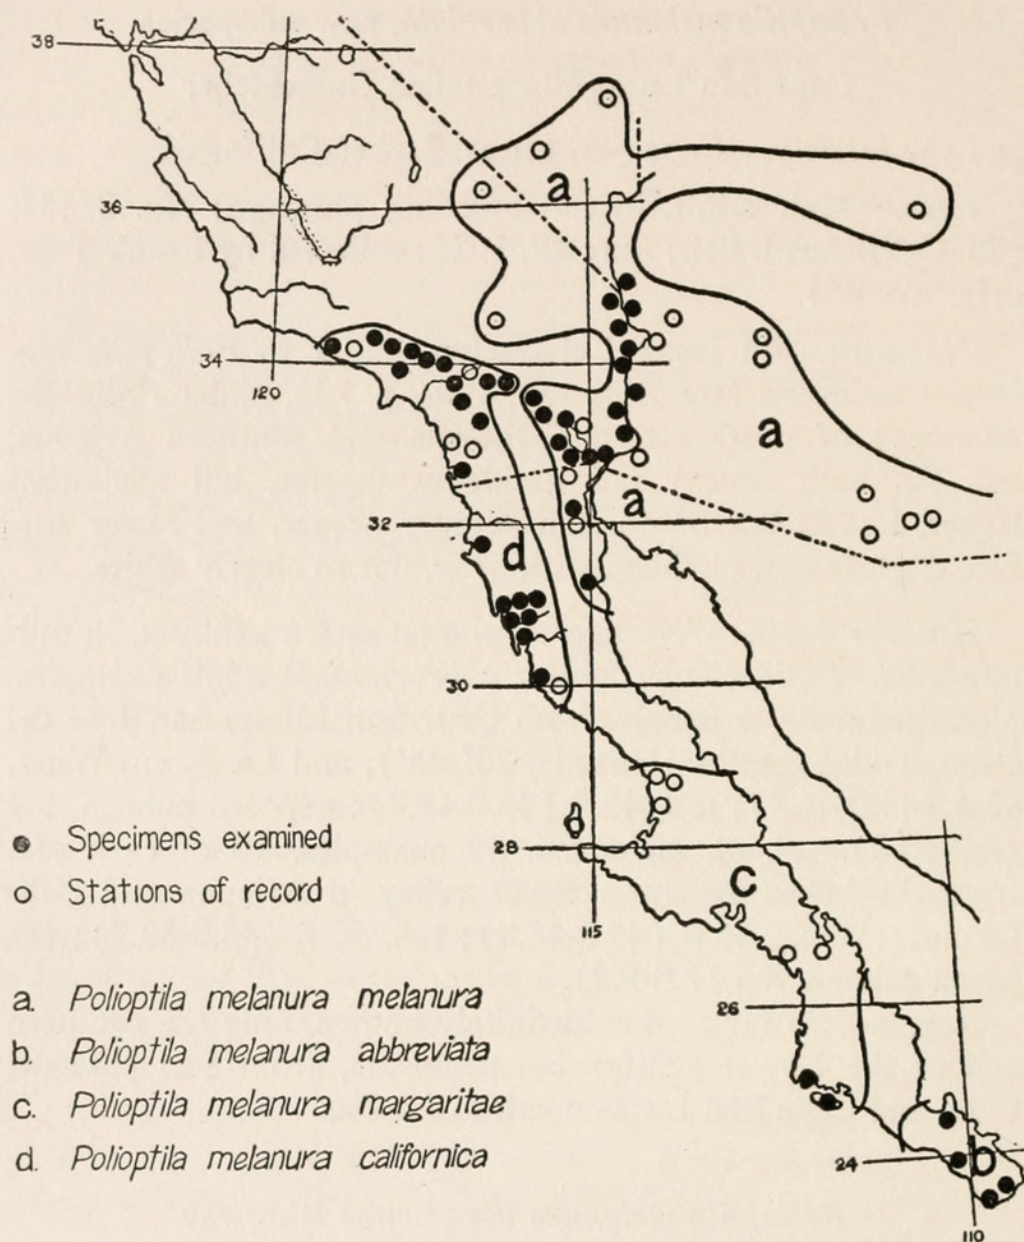 38
a
36
34
120
a
a
32
d
30
● Specimens examined
○ Stations of record
28
c
115
a. Polioptila melanura melanura
26
b. Polioptila melanura abbreviata
c. Polioptila melanura margaritae
d. Polioptila melanura californica
24
b
110